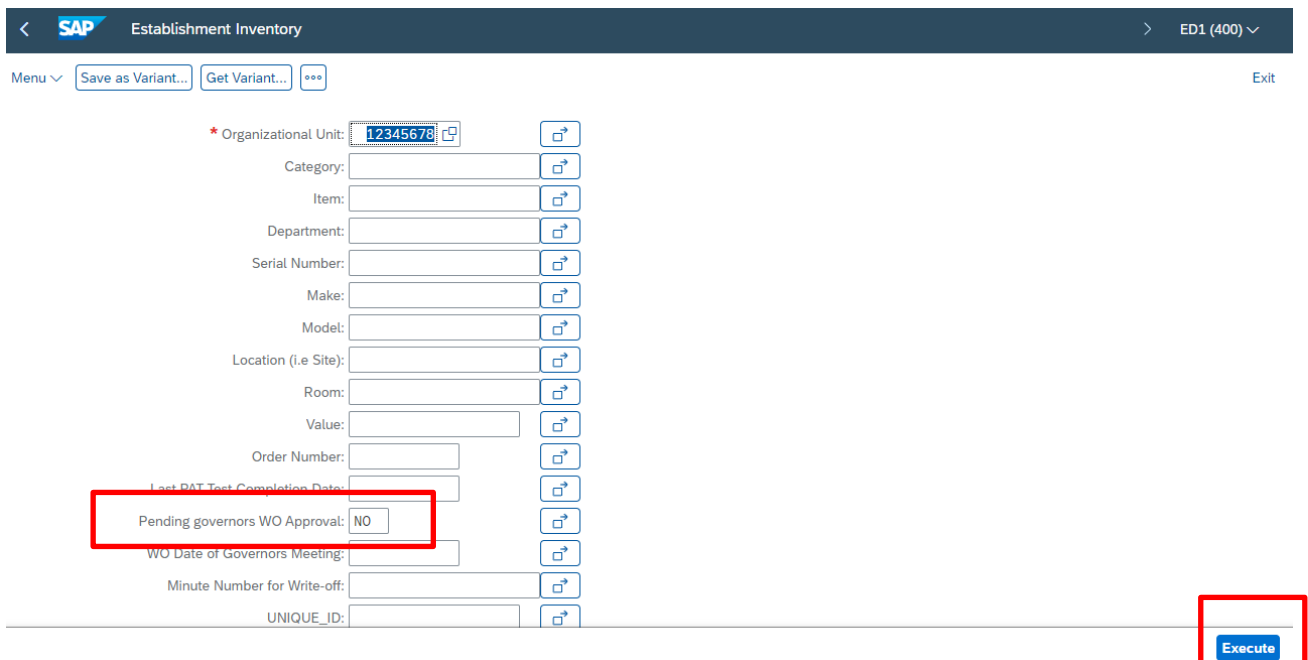 SAP Establishment Inventory ED1 (400)
Menu Save as Variant... Get Variant... Exit
* Organizational Unit: 12345678
Category:
Item:
Department:
Serial Number:
Make:
Model:
Location (i.e Site):
Room:
Value:
Order Number:
Last PAT Test Completion Date:
Pending governors WO Approval: NO
WO Date of Governors Meeting:
Minute Number for Write-off:
UNIQUE_ID:
Execute